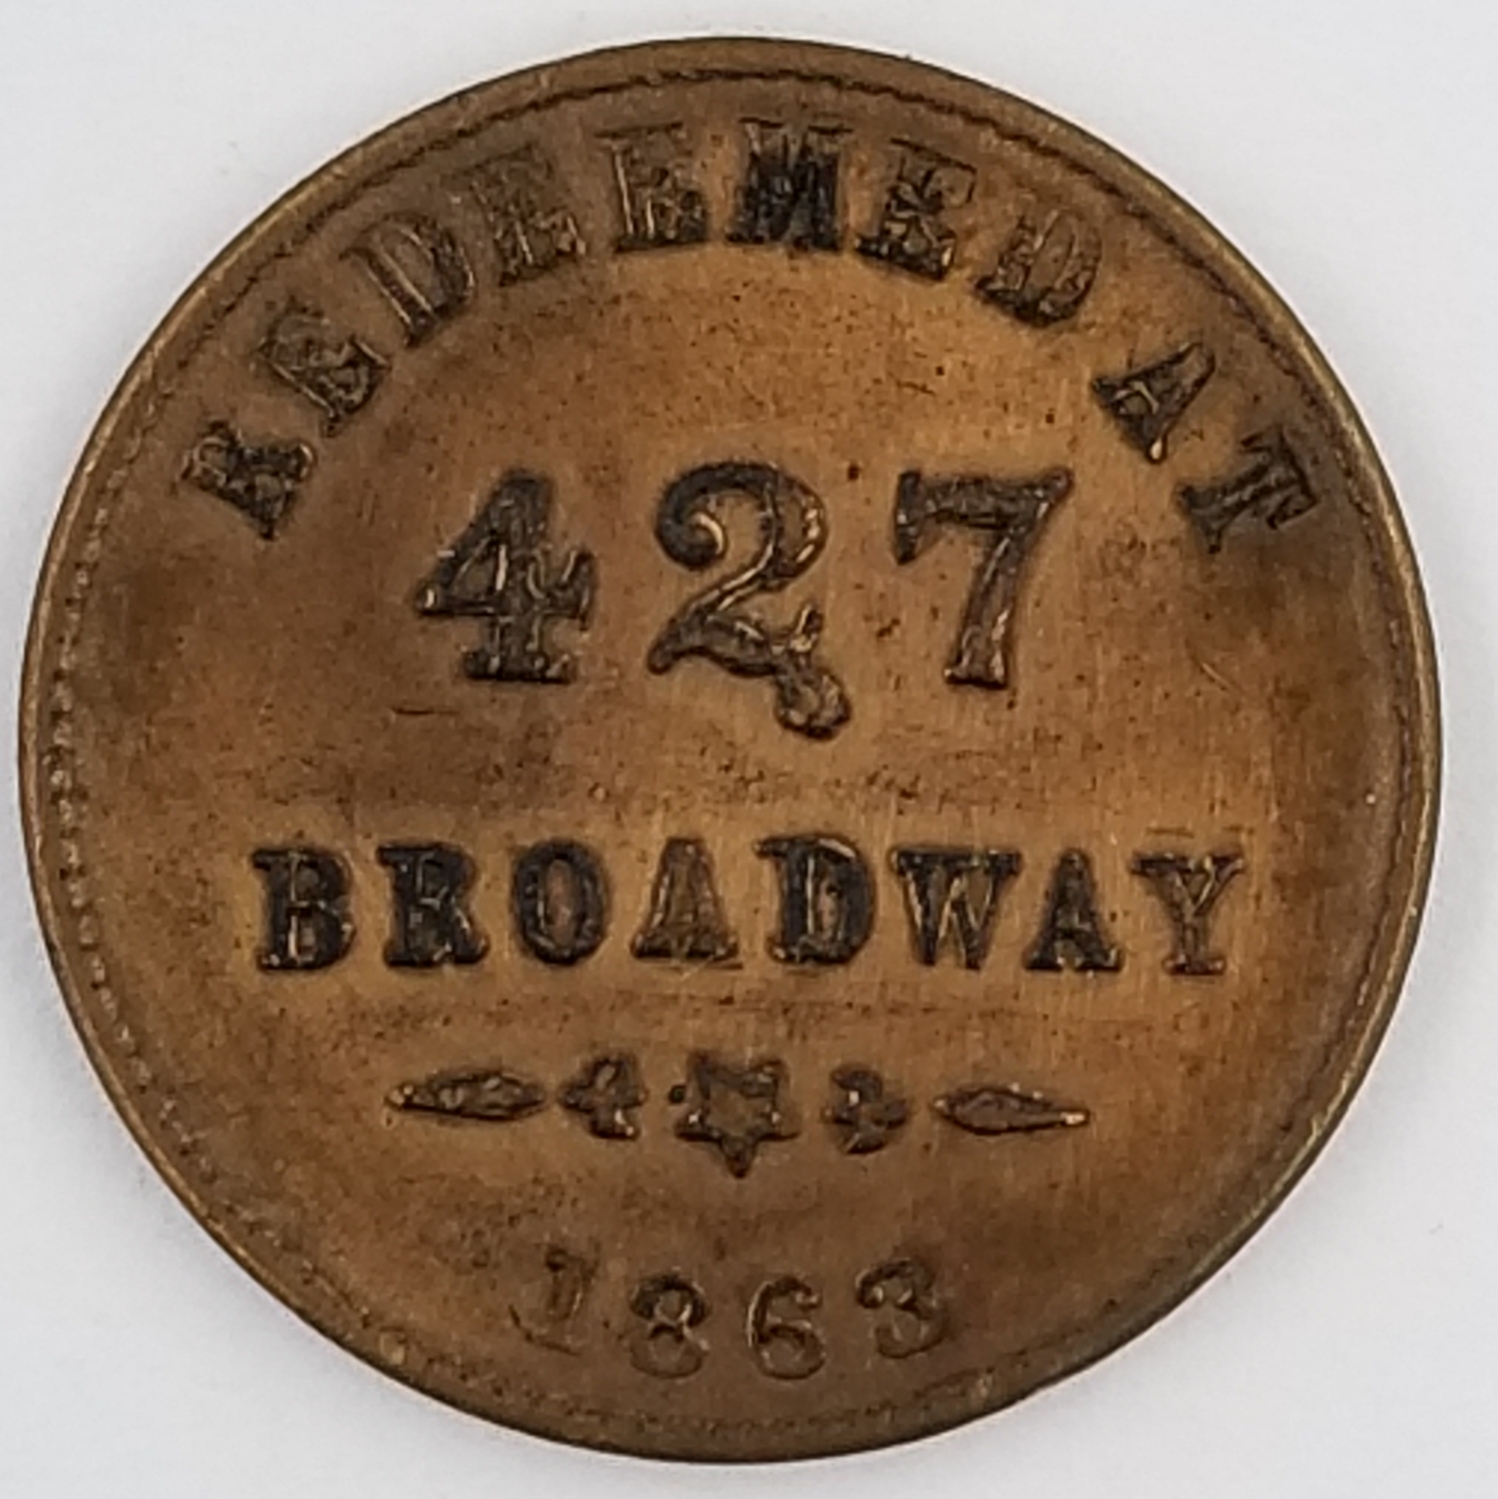 REDEEMED AT
427
BROADWAY
1863